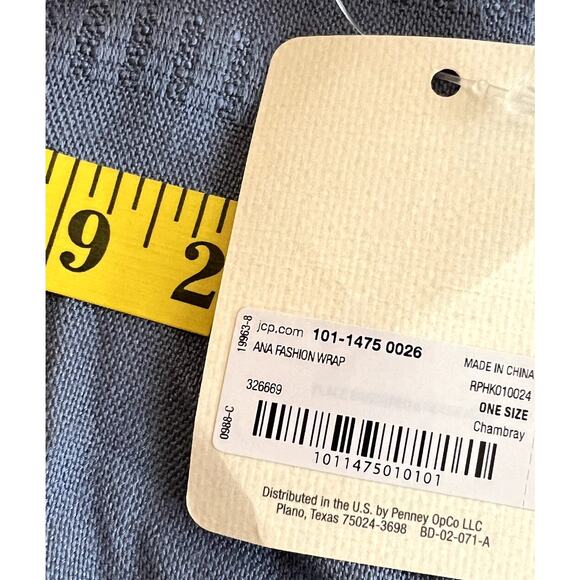 9 2
19963-8
jcp.com 101-1475 0026
ANA FASHION WRAP
MADE IN CHINA
RPHK010024
326669
ONE SIZE
0988-C
Chambray
1011475010101
Distributed in the U.S. by Penney OpCo LLC
Plano, Texas 75024-3698 BD-02-071-A